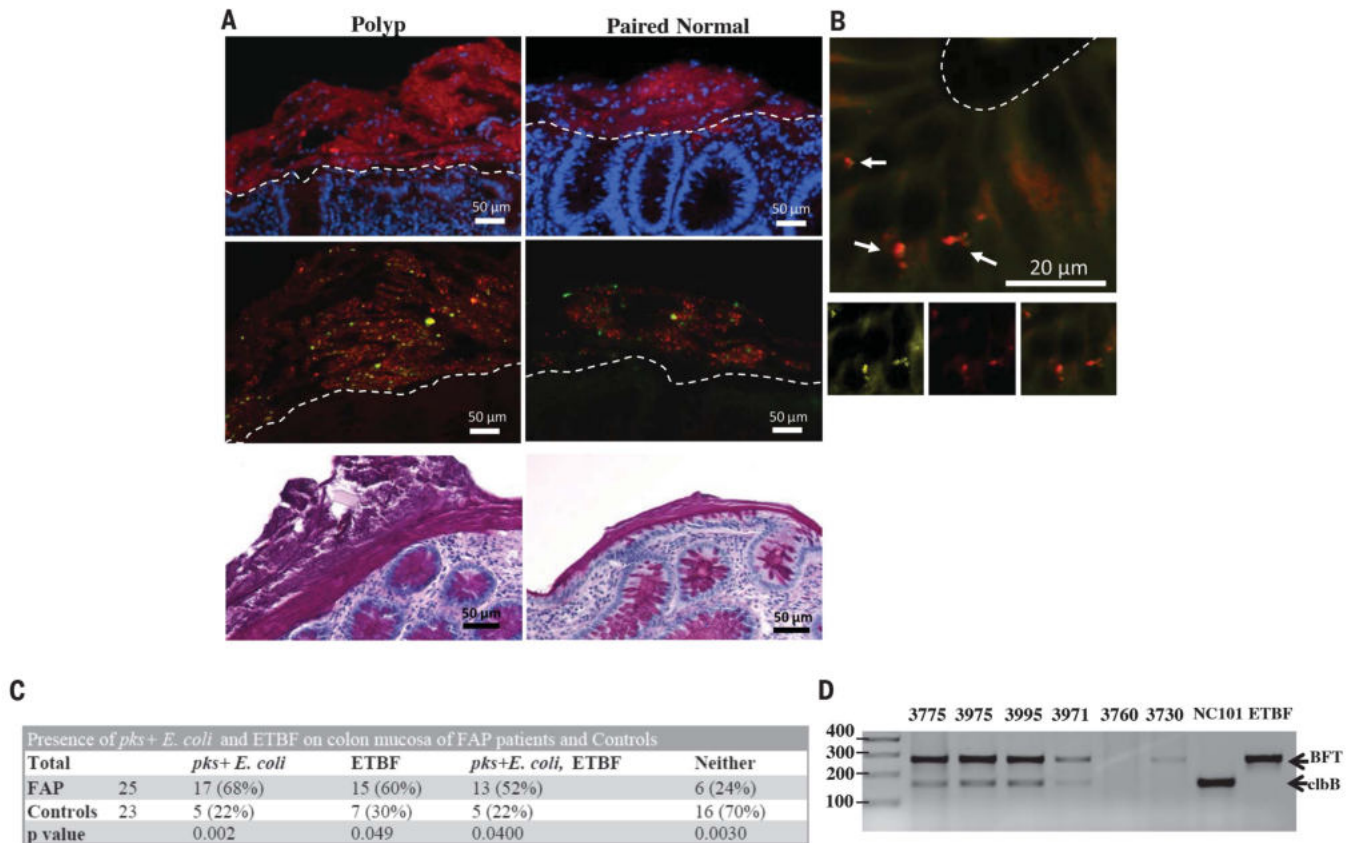 A
Polyp
Paired Normal
B
50 μm
50 μm
20 μm
50 μm
50 μm
50 μm
50 μm
C
Presence of pks+ E. coli and ETBF on colon mucosa of FAP patients and Controls
Total pks+ E. coli ETBF pks+E. coli, ETBF Neither
FAP 25 17 (68%) 15 (60%) 13 (52%) 6 (24%)
Controls 23 5 (22%) 7 (30%) 5 (22%) 16 (70%)
p value 0.002 0.049 0.0400 0.0030
D
3775 3975 3995 3971 3760 3730 NC101 ETBF
400
300
200
100
BFT
clbB